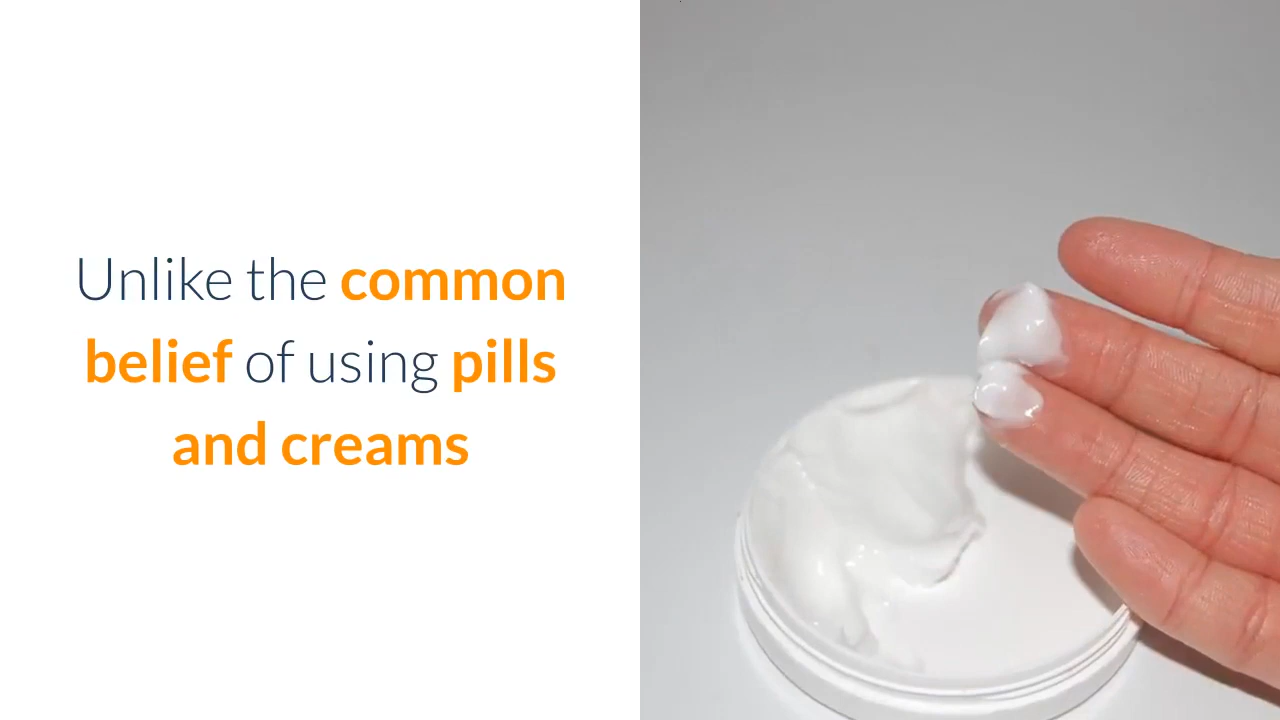 Unlike the common
belief of using pills
and creams